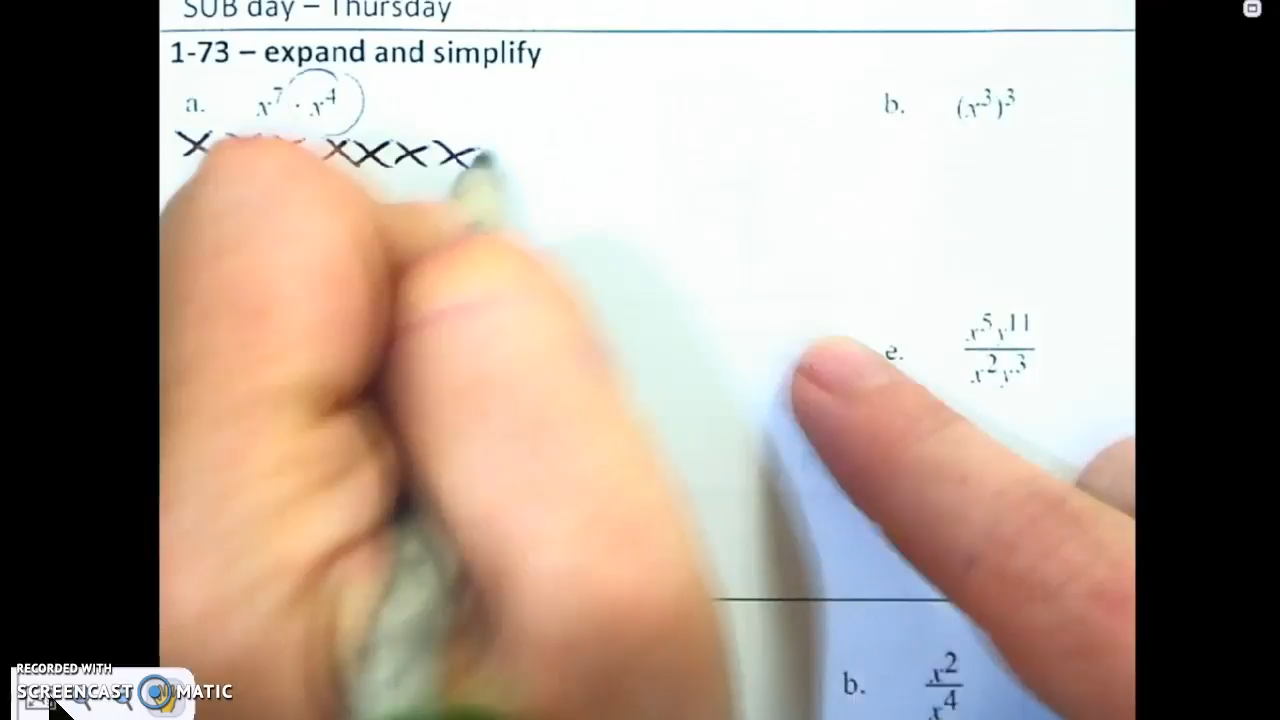 SUB day – Thursday
1-73 – expand and simplify
a. x⁷ · x⁴
b. (x³)³
X XXXX
e. x⁵y¹¹
x²y³
b. x²
x⁴
RECORDED WITH
SCREENCAST MATIC